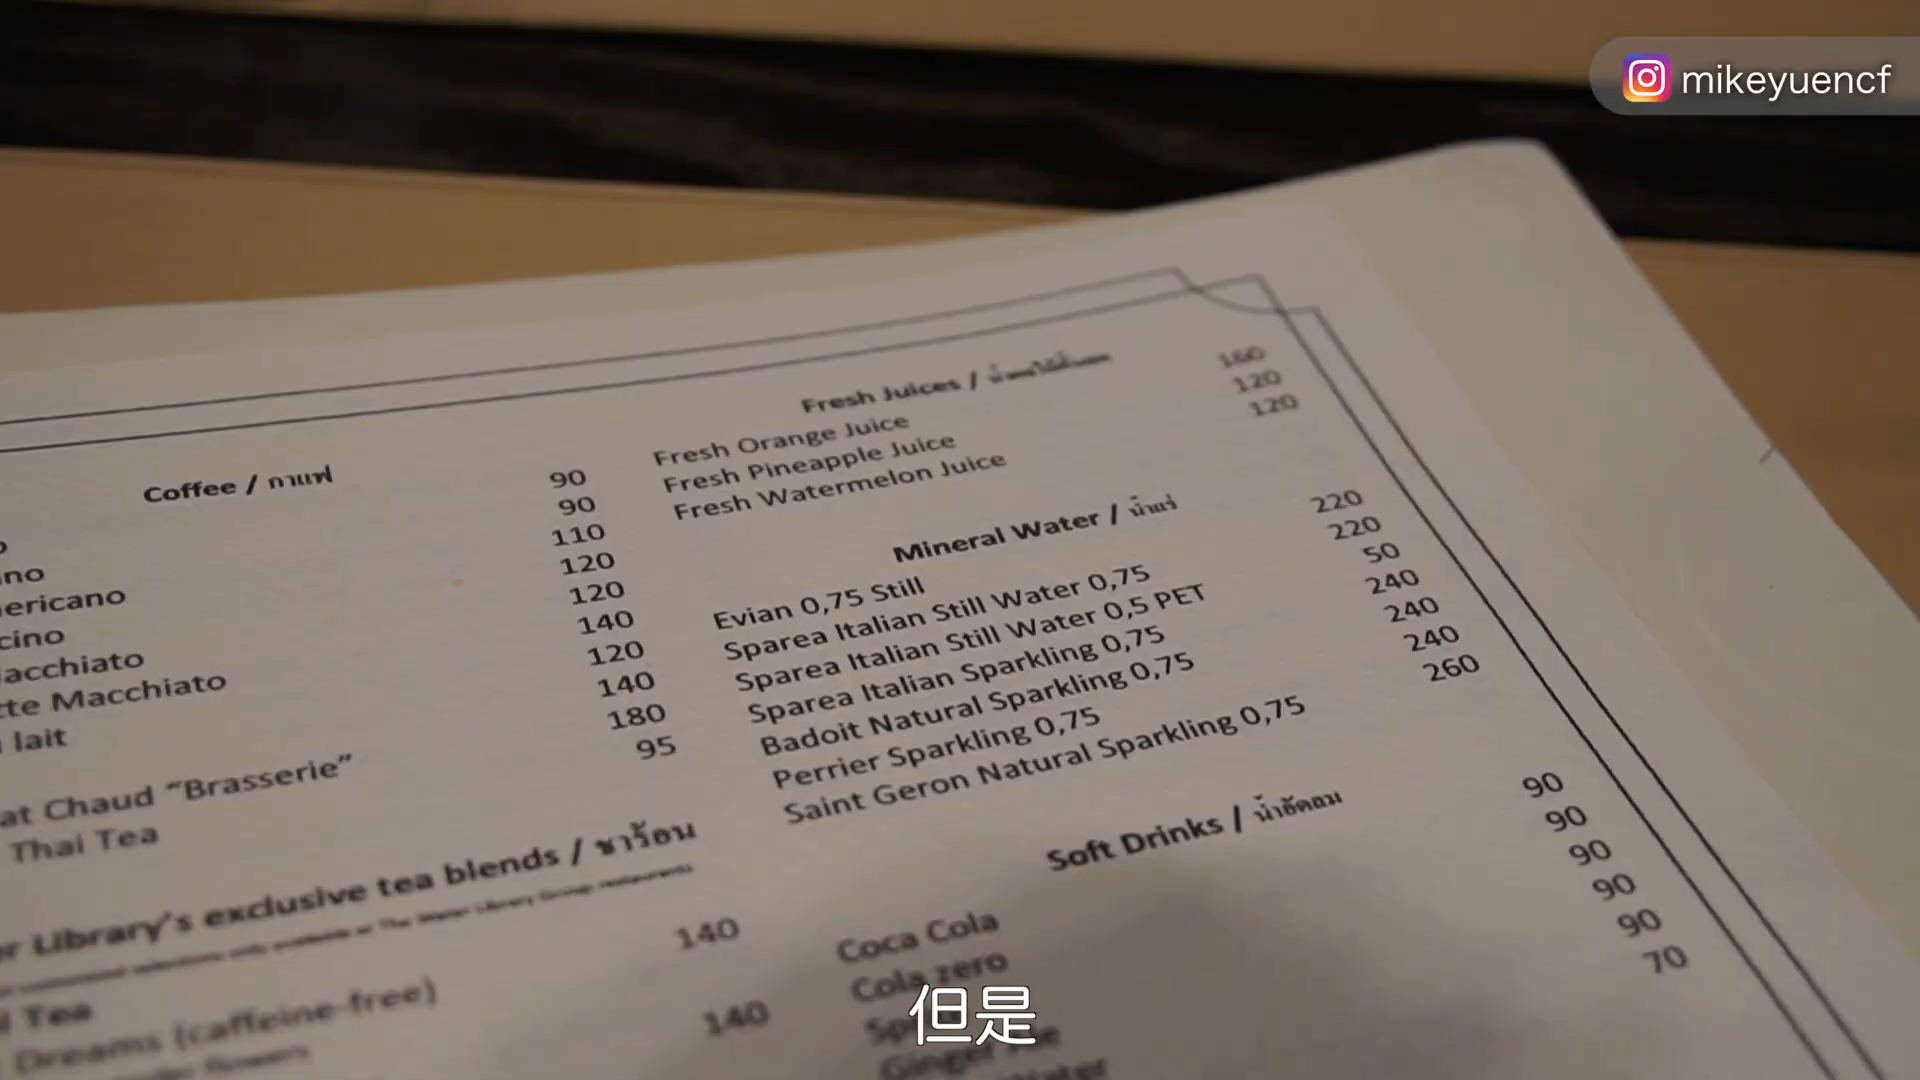 mikeyuencf
Coffee / กาแฟ
90
90
ericano 110
cino 120
acchiato 120
tte Macchiato 140
lait 120
140
at Chaud “Brasserie” 180
Thai Tea 95
Library’s exclusive tea blends / ชาร้อน
Tea 140
Dreams (caffeine-free) 140
Fresh Juices /
Fresh Orange Juice 160
Fresh Pineapple Juice 120
Fresh Watermelon Juice 120
Mineral Water / น้ำแร่
Evian 0,75 Still 220
Sparea Italian Still Water 0,75 220
Sparea Italian Still Water 0,5 PET 50
Sparea Italian Sparkling 0,75 240
Badoit Natural Sparkling 0,75 240
Perrier Sparkling 0,75 240
Saint Geron Natural Sparkling 0,75 260
Soft Drinks / น้ำอัดลม
Coca Cola 90
Cola zero 90
90
Ginger 90
90
70
但是